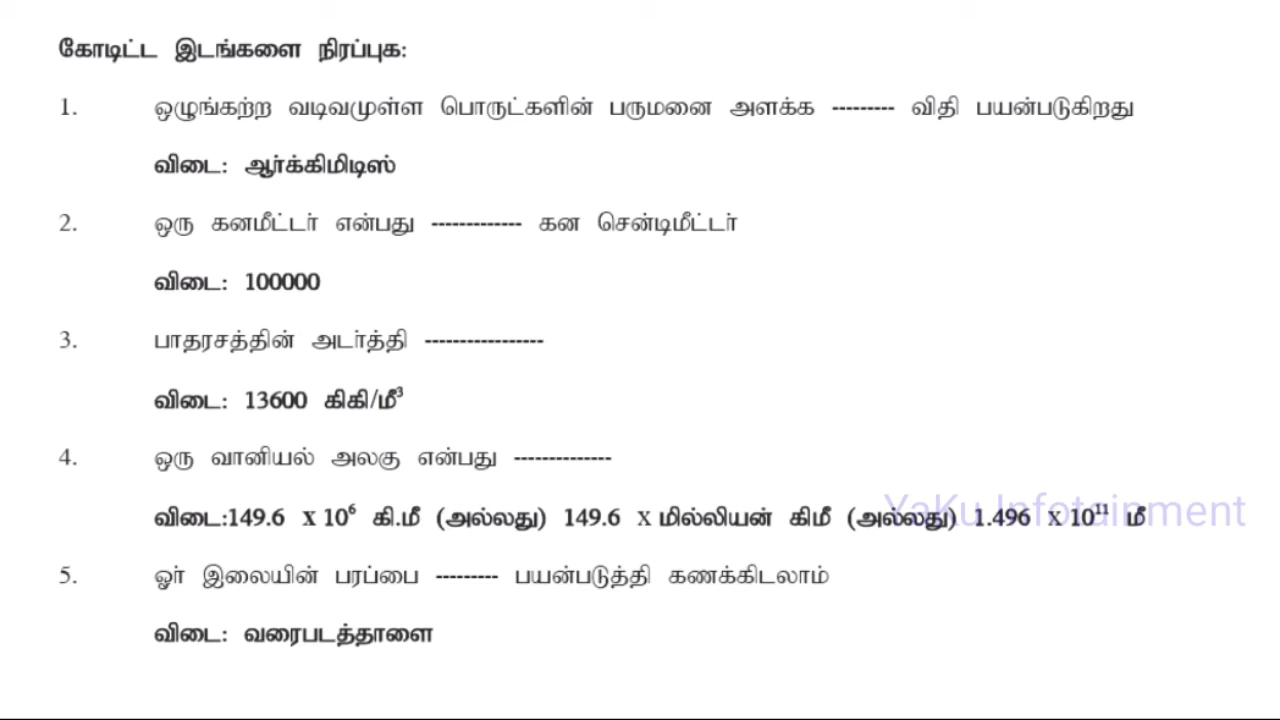 கோடிட்ட இடங்களை நிரப்புக:
1. ஒழுங்கற்ற வடிவமுள்ள பொருட்களின் பருமனை அளக்க --------- விதி பயன்படுகிறது
விடை: ஆர்க்கிமிடிஸ்
2. ஒரு கனமீட்டர் என்பது ------------- கன சென்டிமீட்டர்
விடை: 100000
3. பாதரசத்தின் அடர்த்தி -----------------
விடை: 13600 கிகி/மீ³
4. ஒரு வானியல் அலகு என்பது --------------
விடை:149.6 x 10⁶ கி.மீ (அல்லது) 149.6 x மில்லியன் கிமீ (அல்லது) 1.496 x 10¹¹ மீ
YaKu Infotainment
5. ஓர் இலையின் பரப்பை --------- பயன்படுத்தி கணக்கிடலாம்
விடை: வரைபடத்தாளை